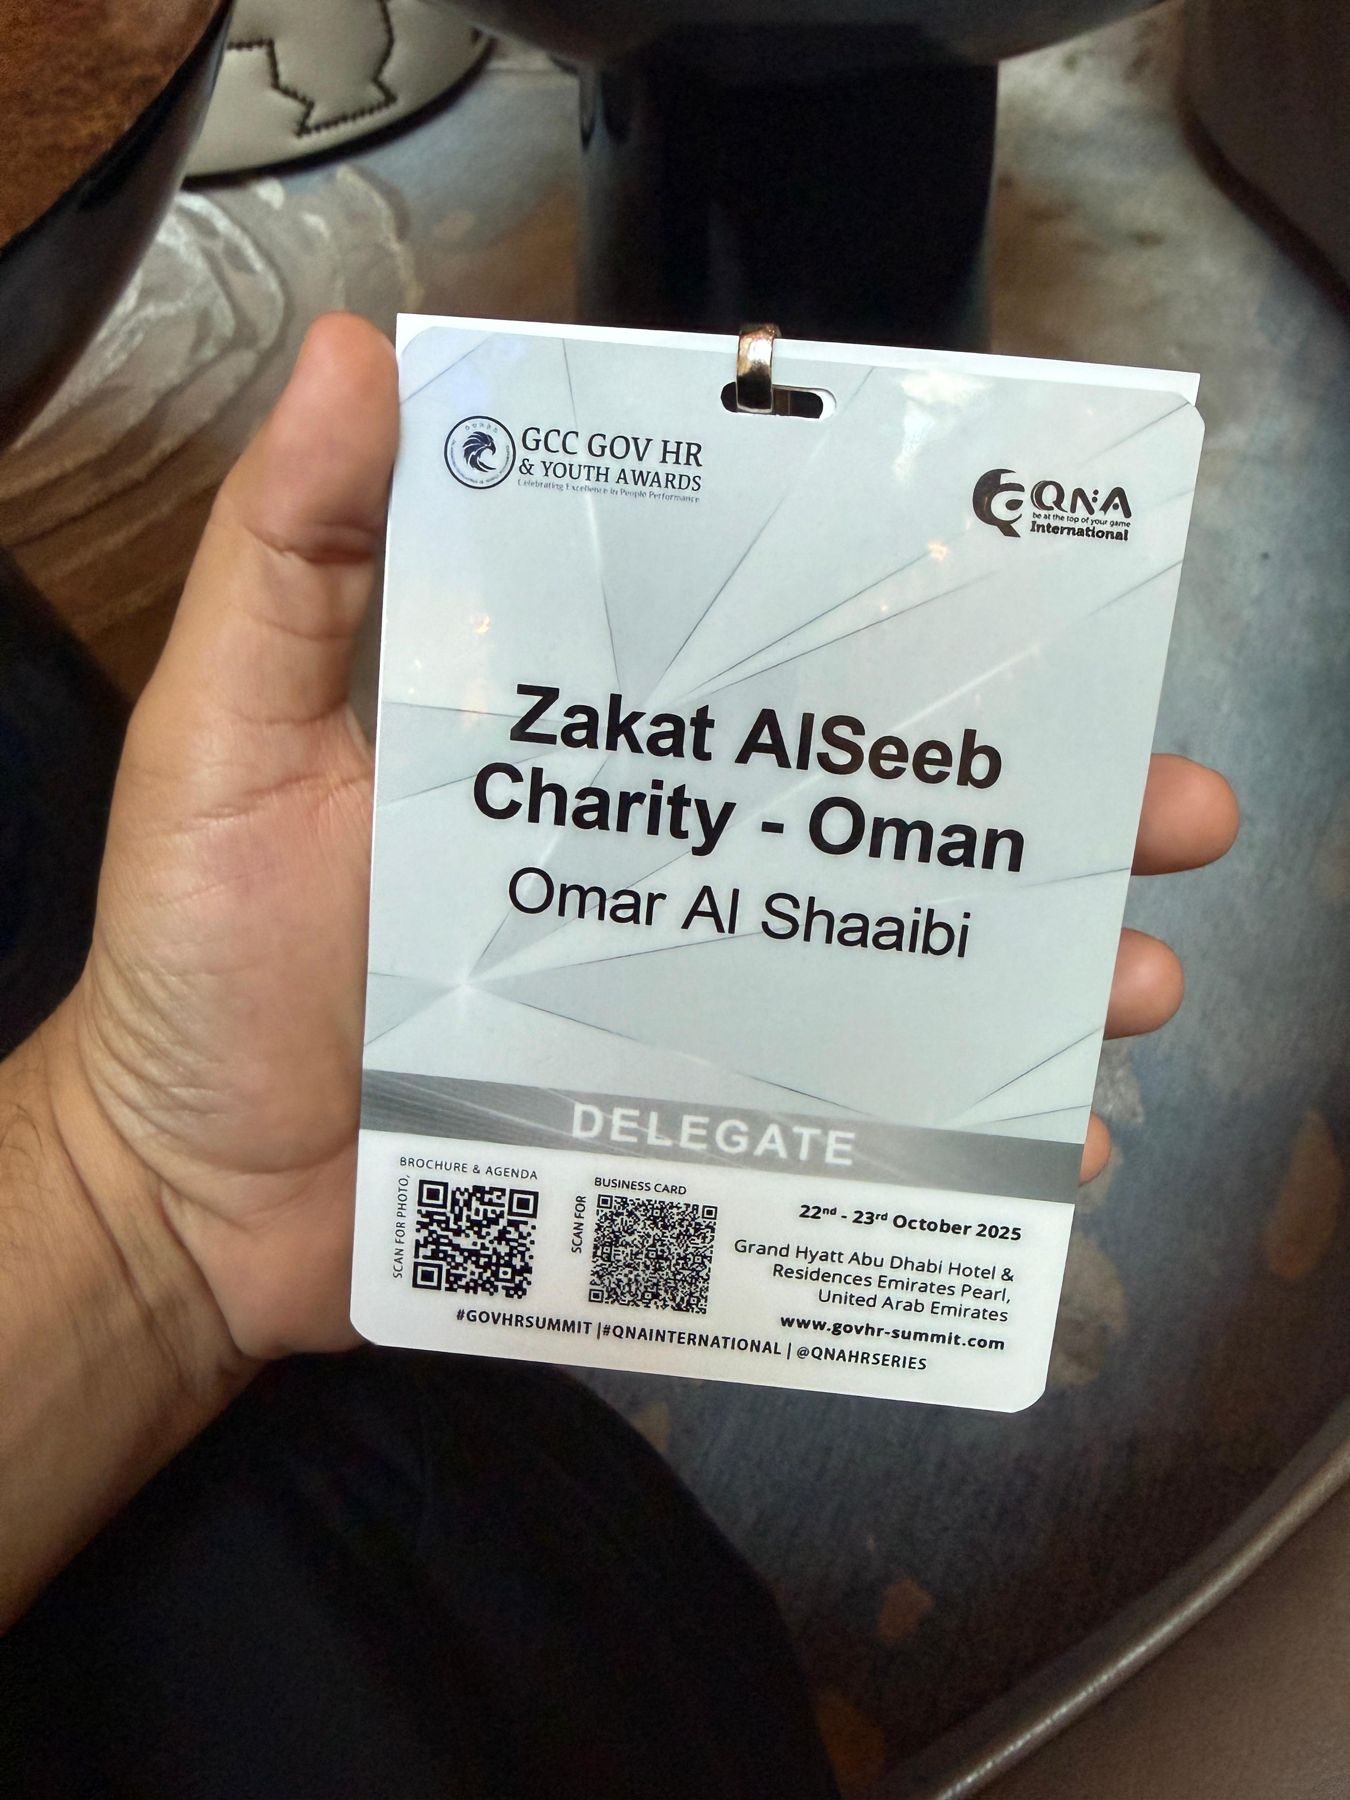 GCC GOV HR
& YOUTH AWARDS
Celebrating Excellence in People Performance
QNA
be at the top of your game
International
Zakat AlSeeb
Charity - Oman
Omar Al Shaaibi
DELEGATE
SCAN FOR PHOTO,
BROCHURE & AGENDA
SCAN FOR
BUSINESS CARD
22nd - 23rd October 2025
Grand Hyatt Abu Dhabi Hotel &
Residences Emirates Pearl,
United Arab Emirates
www.govhr-summit.com
#GOVHRSUMMIT |#QNAINTERNATIONAL | @QNAHRSERIES